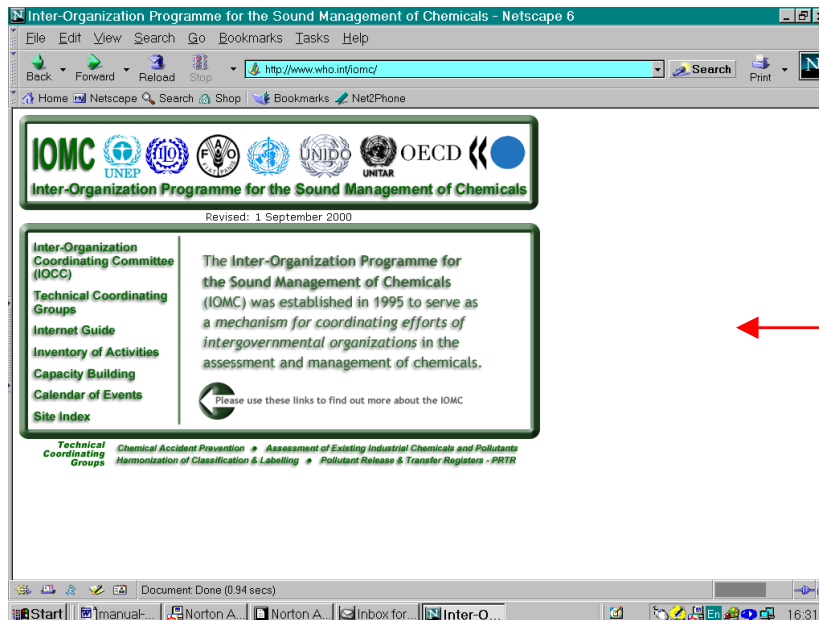 Inter-Organization Programme for the Sound Management of Chemicals - Netscape 6
File Edit View Search Go Bookmarks Tasks Help
Back Forward Reload Stop http://www.who.int/iomc/ Search Print
Home Netscape Search Shop Bookmarks Net2Phone
IOMC UNEP ILO FAO FIAT PANIS UNIDO UNITAR OECD
Inter-Organization Programme for the Sound Management of Chemicals
Revised: 1 September 2000
Inter-Organization
Coordinating Committee
(IOCC)
Technical Coordinating
Groups
Internet Guide
Inventory of Activities
Capacity Building
Calendar of Events
Site Index
The Inter-Organization Programme for
the Sound Management of Chemicals
(IOMC) was established in 1995 to serve as
a mechanism for coordinating efforts of
intergovernmental organizations in the
assessment and management of chemicals.
Please use these links to find out more about the IOMC
Technical
Coordinating
Groups
Chemical Accident Prevention • Assessment of Existing Industrial Chemicals and Pollutants
Harmonization of Classification & Labelling • Pollutant Release & Transfer Registers - PRTR
Document: Done (0.94 secs)
Start manual-... Norton A... Norton A... Inbox for... Inter-O... En 16:31